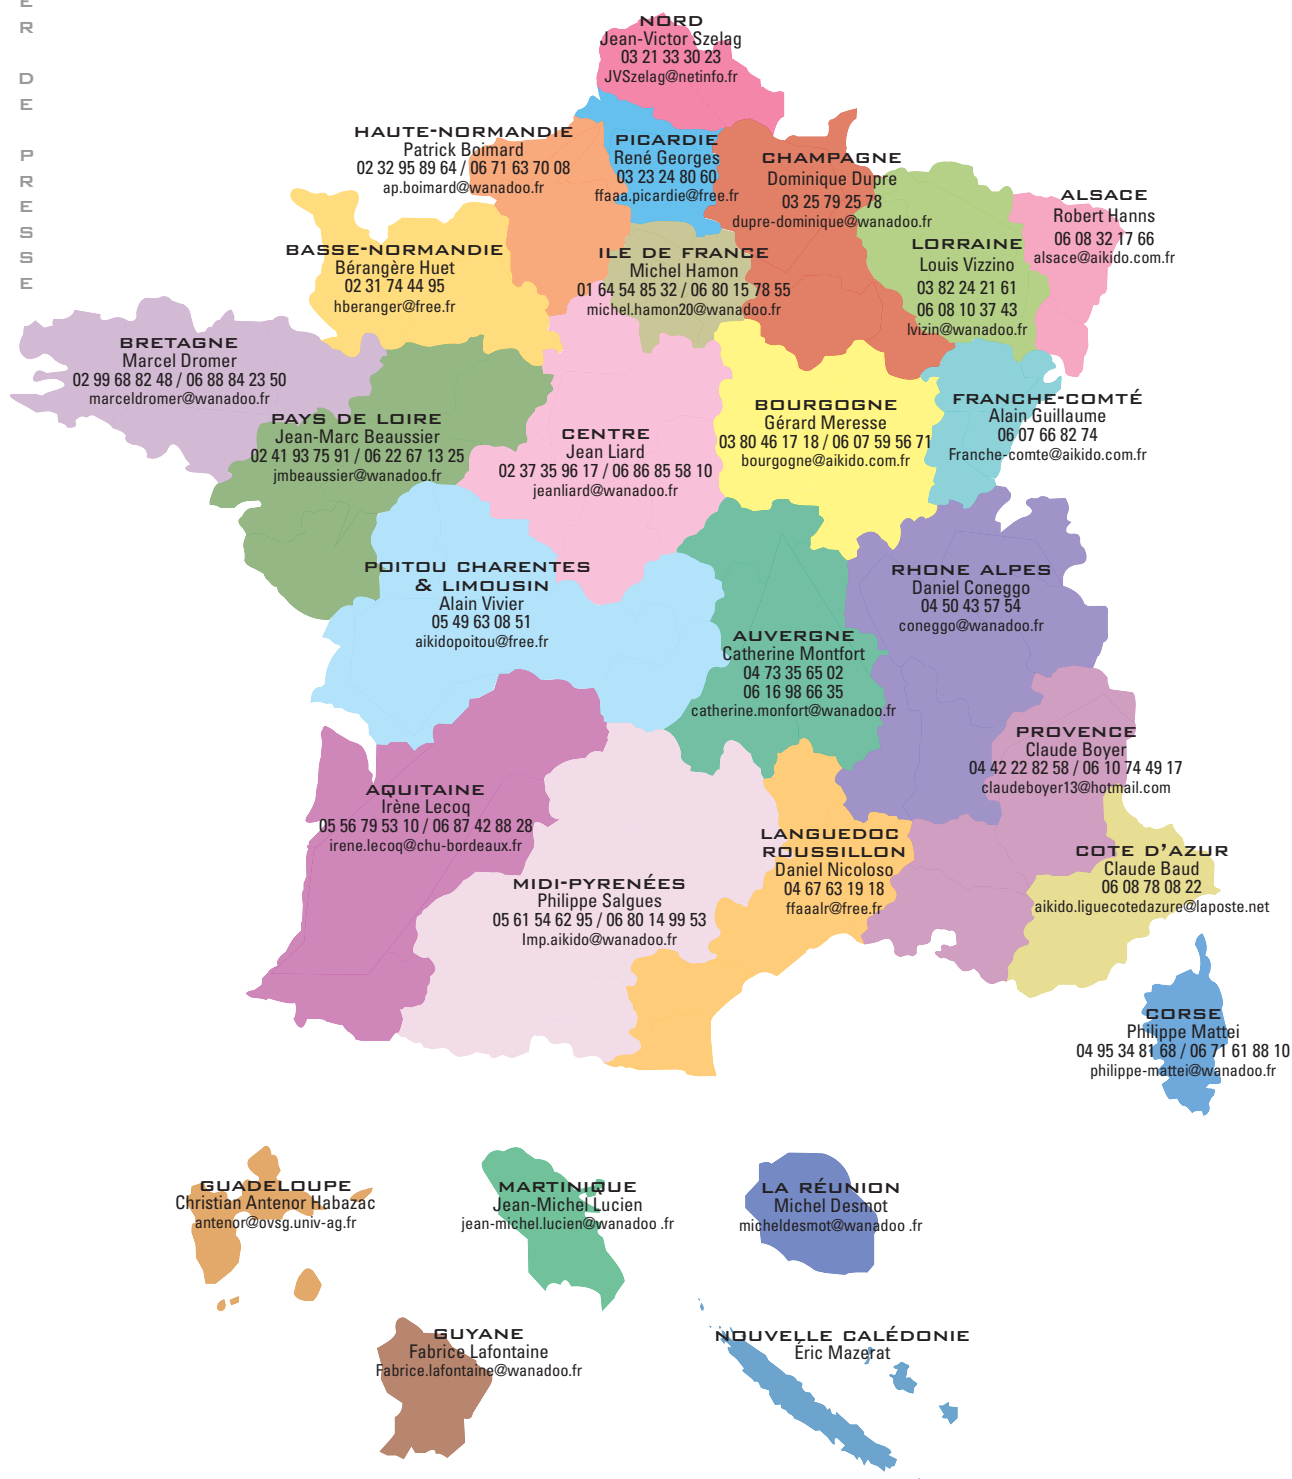 E
R
D
E
P
R
E
S
S
E
NORD
Jean-Victor Szelag
03 21 33 30 23
JVSzelag@netinfo.fr
HAUTE-NORMANDIE
Patrick Boimard
02 32 95 89 64 / 06 71 63 70 08
ap.boimard@wanadoo.fr
PICARDIE
René Georges
03 23 24 80 60
ffaaa.picardie@free.fr
CHAMPAGNE
Dominique Dupre
03 25 79 25 78
dupre-dominique@wanadoo.fr
ALSACE
Robert Hanns
06 08 32 17 66
alsace@aikido.com.fr
BASSE-NORMANDIE
Bérangère Huet
02 31 74 44 95
hberanger@free.fr
ILE DE FRANCE
Michel Hamon
01 64 54 85 32 / 06 80 15 78 55
michel.hamon20@wanadoo.fr
LORRAINE
Louis Vizzino
03 82 24 21 61
06 08 10 37 43
lvizin@wanadoo.fr
BRETAGNE
Marcel Dromer
02 99 68 82 48 / 06 88 84 23 50
marceldromer@wanadoo.fr
PAYS DE LOIRE
Jean-Marc Beaussier
02 41 93 75 91 / 06 22 67 13 25
jmbeaussier@wanadoo.fr
CENTRE
Jean Liard
02 37 35 96 17 / 06 86 85 58 10
jeanliard@wanadoo.fr
BOURGOGNE
Gérard Meresse
03 80 46 17 18 / 06 07 59 56 71
bourgogne@aikido.com.fr
FRANCHE-COMTÉ
Alain Guillaume
06 07 66 82 74
Franche-comte@aikido.com.fr
POITOU CHARENTES
& LIMOUSIN
Alain Vivier
05 49 63 08 51
aikidopoitou@free.fr
AUVERGNE
Catherine Montfort
04 73 35 65 02
06 16 98 66 35
catherine.monfort@wanadoo.fr
RHONE ALPES
Daniel Coneggo
04 50 43 57 54
coneggo@wanadoo.fr
PROVENCE
Claude Boyer
04 42 22 82 58 / 06 10 74 49 17
claudeboyer13@hotmail.com
AQUITAINE
Irène Lecoq
05 56 79 53 10 / 06 87 42 88 28
irene.lecoq@chu-bordeaux.fr
LANGUEDOC
ROUSSILLON
Daniel Nicoloso
04 67 63 19 18
ffaaalr@free.fr
COTE D'AZUR
Claude Baud
06 08 78 08 22
aikido.liguecotedazure@laposte.net
MIDI-PYRENÉES
Philippe Salgues
05 61 54 62 95 / 06 80 14 99 53
lmp.aikido@wanadoo.fr
CORSE
Philippe Mattei
04 95 34 81 68 / 06 71 61 88 10
philippe-mattei@wanadoo.fr
GUADELOUPE
Christian Antenor Habazac
antenor@ovsg.univ-ag.fr
MARTINIQUE
Jean-Michel Lucien
jean-michel.lucien@wanadoo .fr
LA RÉUNION
Michel Desmot
micheldesmot@wanadoo .fr
GUYANE
Fabrice Lafontaine
Fabrice.lafontaine@wanadoo.fr
NOUVELLE CALÉDONIE
Éric Mazerat